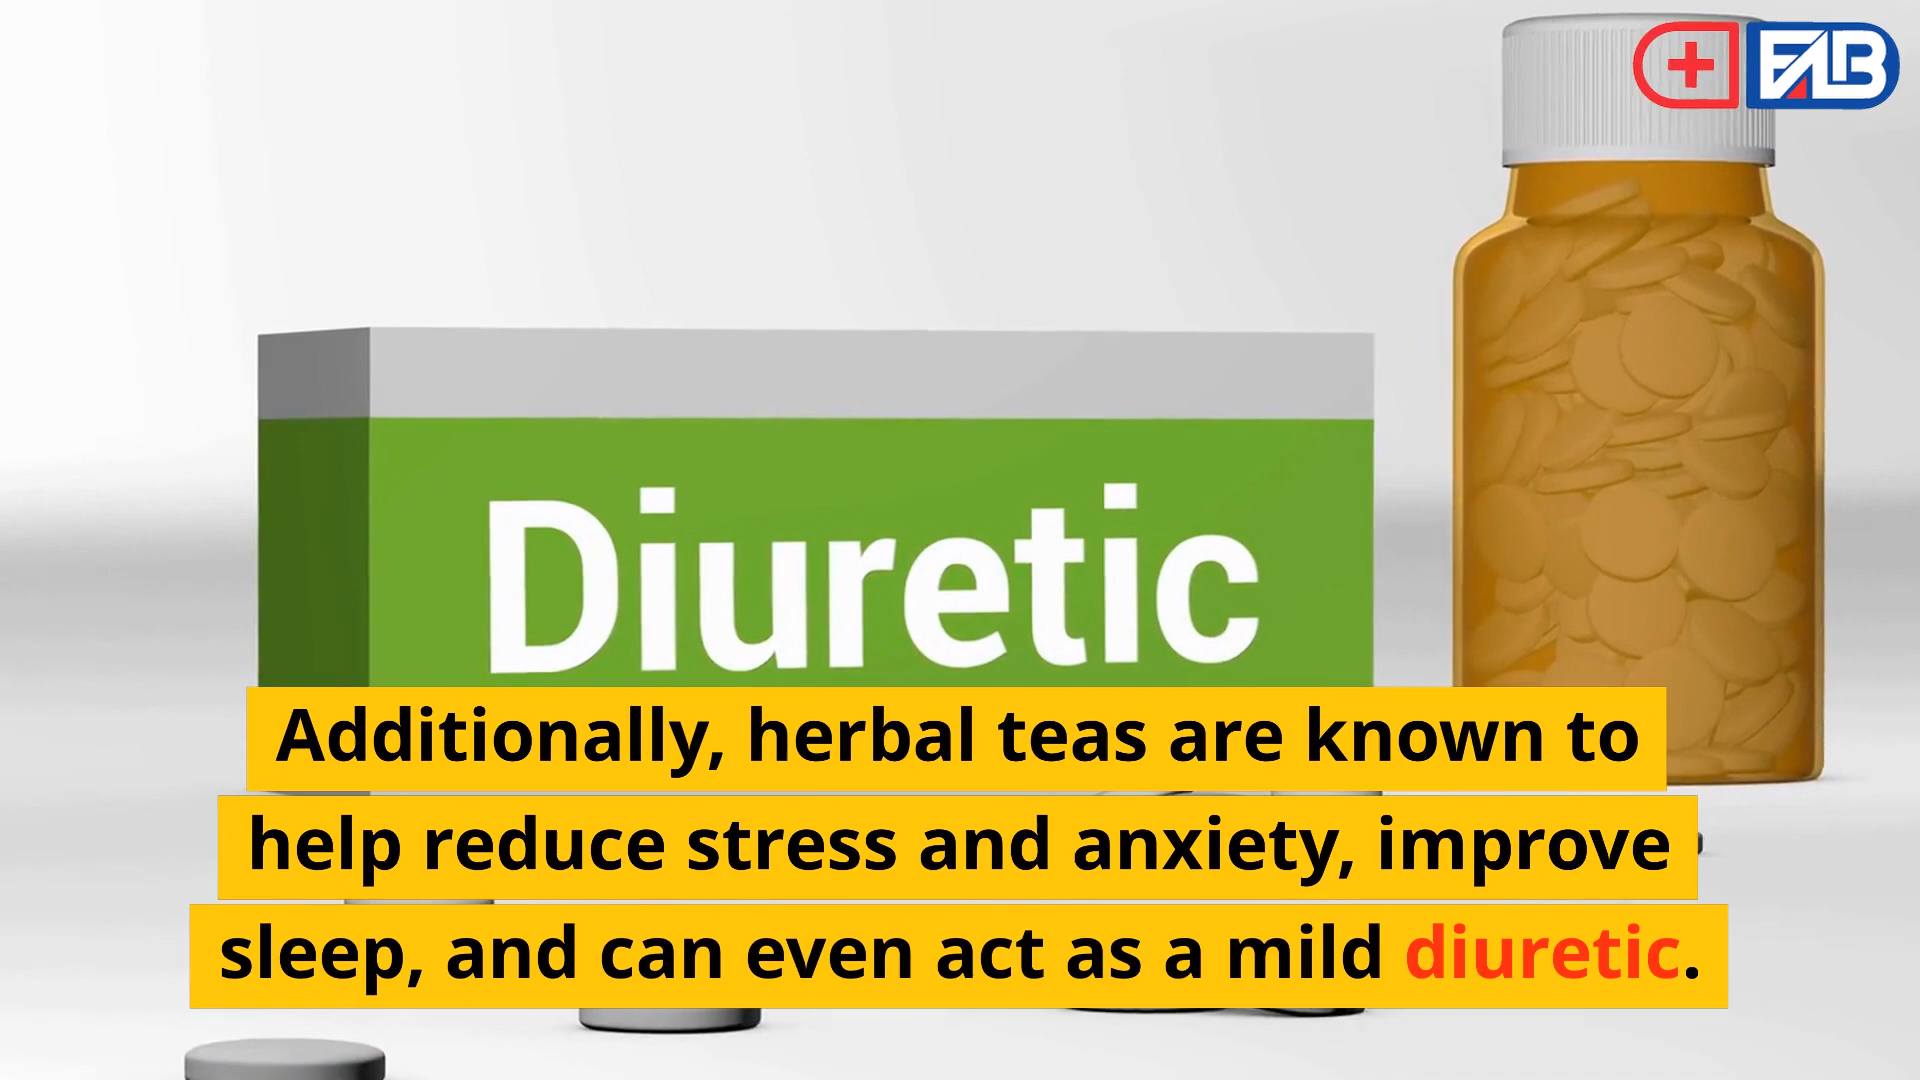 FAB
Diuretic
Additionally, herbal teas are known to
help reduce stress and anxiety, improve
sleep, and can even act as a mild diuretic.